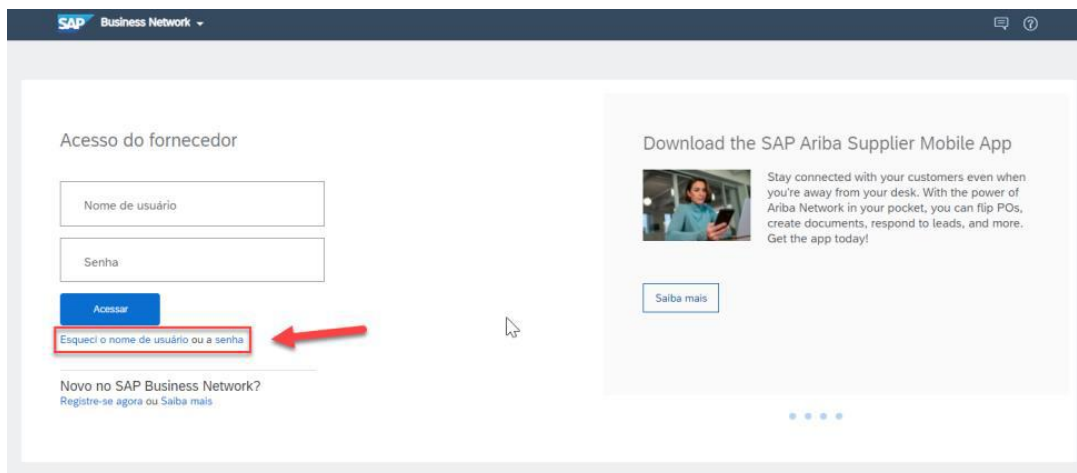 SAP Business Network
Acesso do fornecedor
Nome de usuário
Senha
Acessar
Esqueci o nome de usuário ou a senha
Novo no SAP Business Network?
Registre-se agora ou Saiba mais
Download the SAP Ariba Supplier Mobile App
Stay connected with your customers even when
you're away from your desk. With the power of
Ariba Network in your pocket, you can flip POs,
create documents, respond to leads, and more.
Get the app today!
Saiba mais